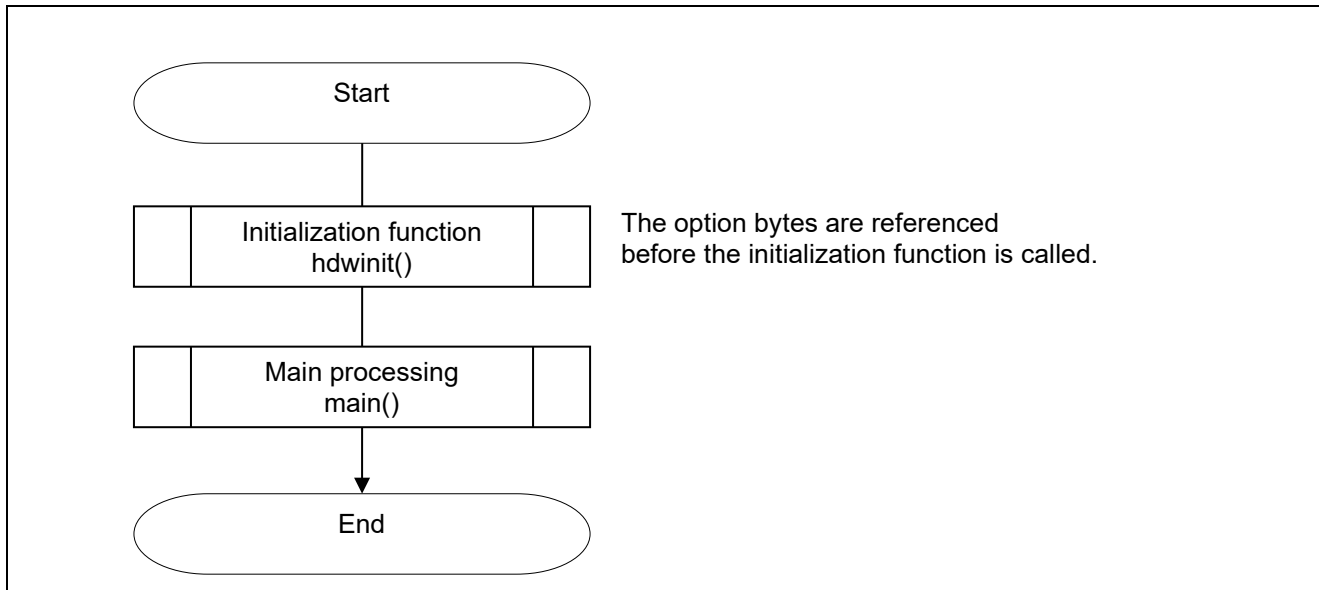 Start
Initialization function
hdwinit()
The option bytes are referenced
before the initialization function is called.
Main processing
main()
End